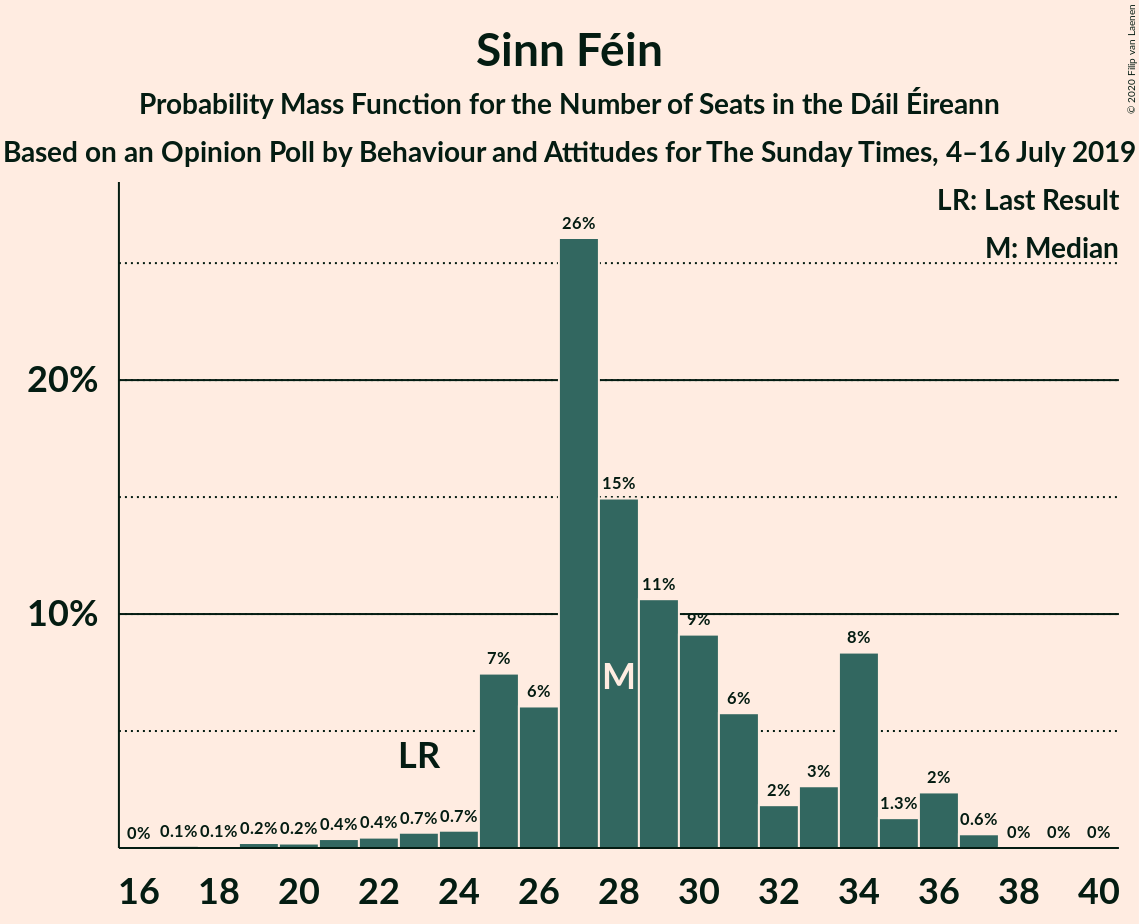 Sinn Féin
Probability Mass Function for the Number of Seats in the Dáil Éireann
Based on an Opinion Poll by Behaviour and Attitudes for The Sunday Times, 4–16 July 2019
© 2020 Filip van Laenen
LR: Last Result
M: Median
20%
10%
0% 0.1% 0.1% 0.2% 0.2% 0.4% 0.4% 0.7% 0.7% 7% 6% 26% 15% 11% 9% 6% 2% 3% 8% 1.3% 2% 0.6% 0% 0% 0%
LR
M
16 18 20 22 24 26 28 30 32 34 36 38 40